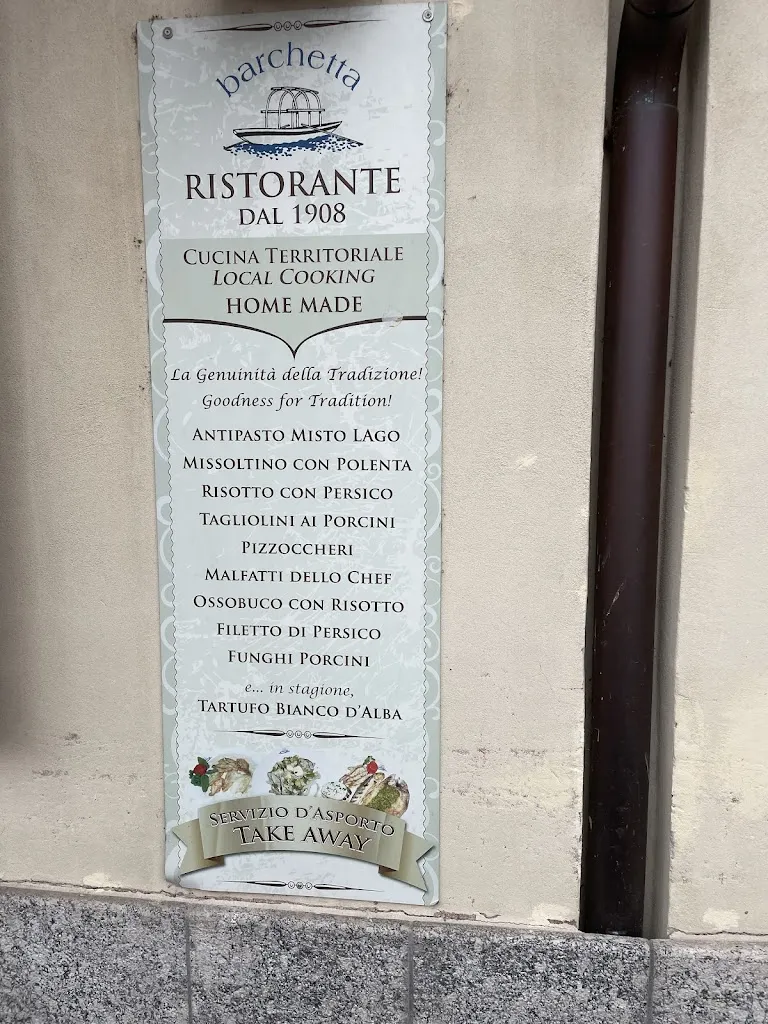 barchetta
RISTORANTE
DAL 1908
CUCINA TERRITORIALE
LOCAL COOKING
HOME MADE
La Genuinità della Tradizione!
Goodness for Tradition!
ANTIPASTO MISTO LAGO
MISSOLTINO CON POLENTA
RISOTTO CON PERSICO
TAGLIOLINI AI PORCINI
PIZZOCCHERI
MALFATTI DELLO CHEF
OSSOBUCO CON RISOTTO
FILETTO DI PERSICO
FUNGHI PORCINI
e... in stagione,
TARTUFO BIANCO D'ALBA
SERVIZIO D'ASPORTO
TAKE AWAY